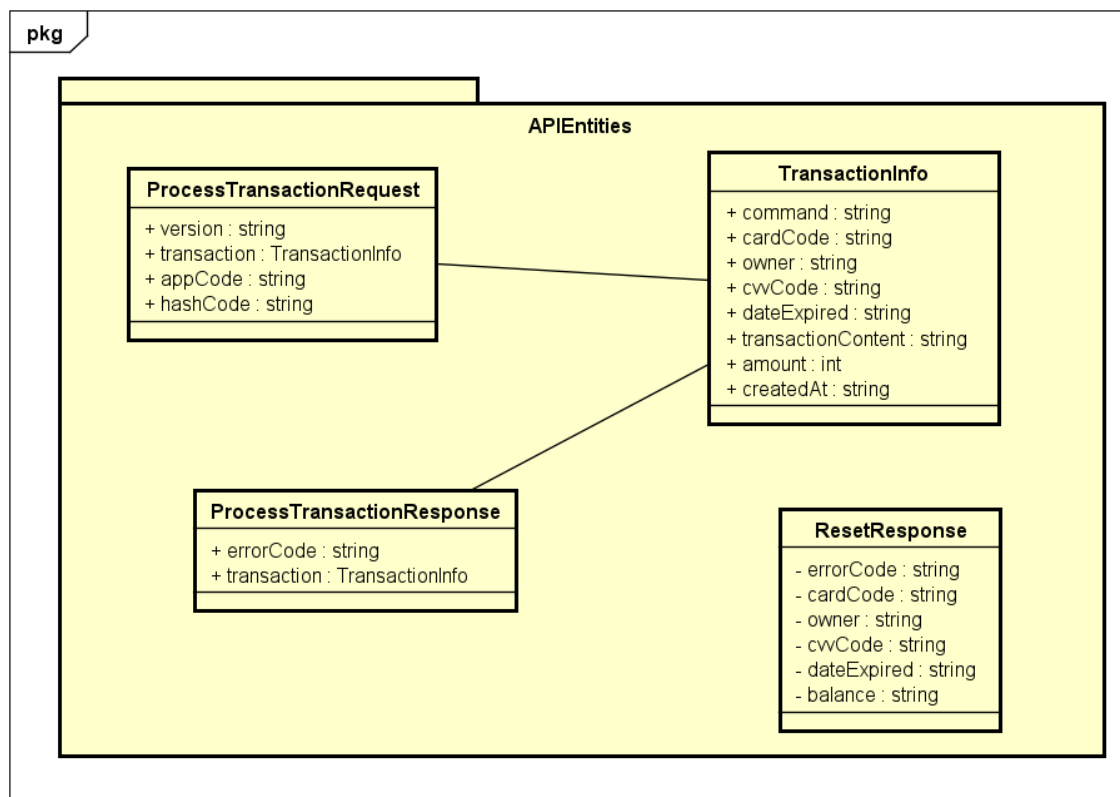 pkg
APIEntities
ProcessTransactionRequest
+ version : string
+ transaction : TransactionInfo
+ appCode : string
+ hashCode : string
TransactionInfo
+ command : string
+ cardCode : string
+ owner : string
+ cvvCode : string
+ dateExpired : string
+ transactionContent : string
+ amount : int
+ createdAt : string
ProcessTransactionResponse
+ errorCode : string
+ transaction : TransactionInfo
ResetResponse
- errorCode : string
- cardCode : string
- owner : string
- cvvCode : string
- dateExpired : string
- balance : string